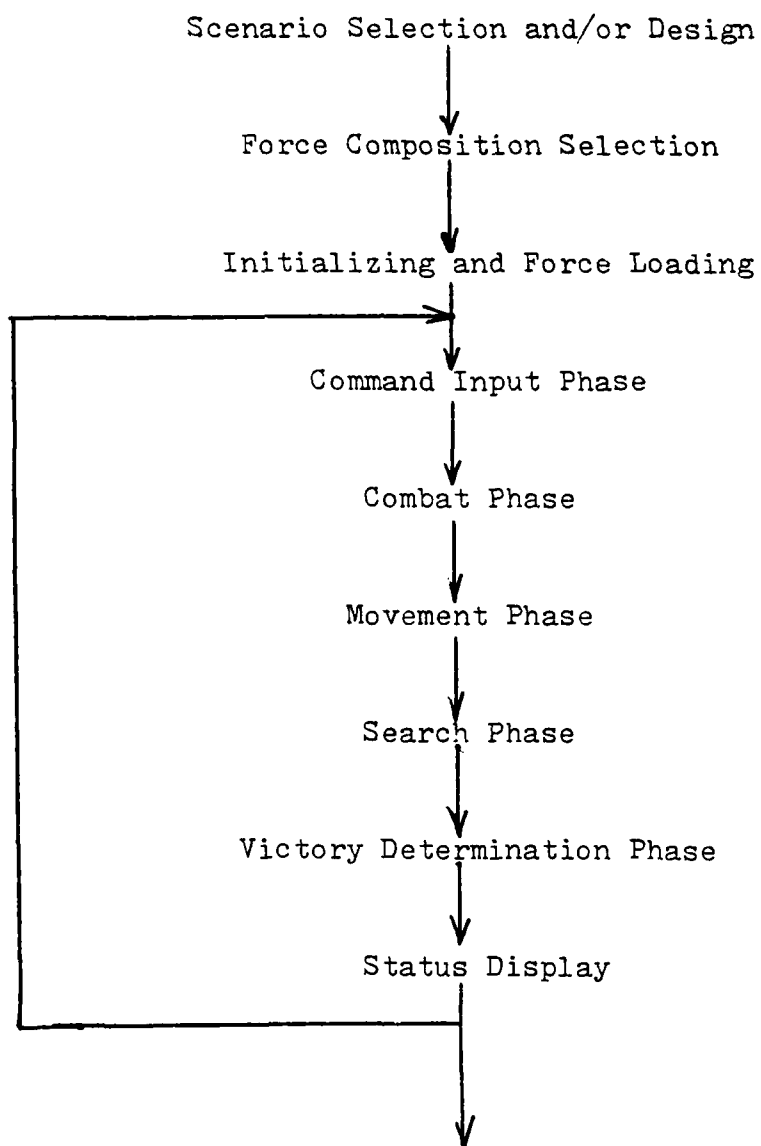 Scenario Selection and/or Design
Force Composition Selection
Initializing and Force Loading
Command Input Phase
Combat Phase
Movement Phase
Search Phase
Victory Determination Phase
Status Display